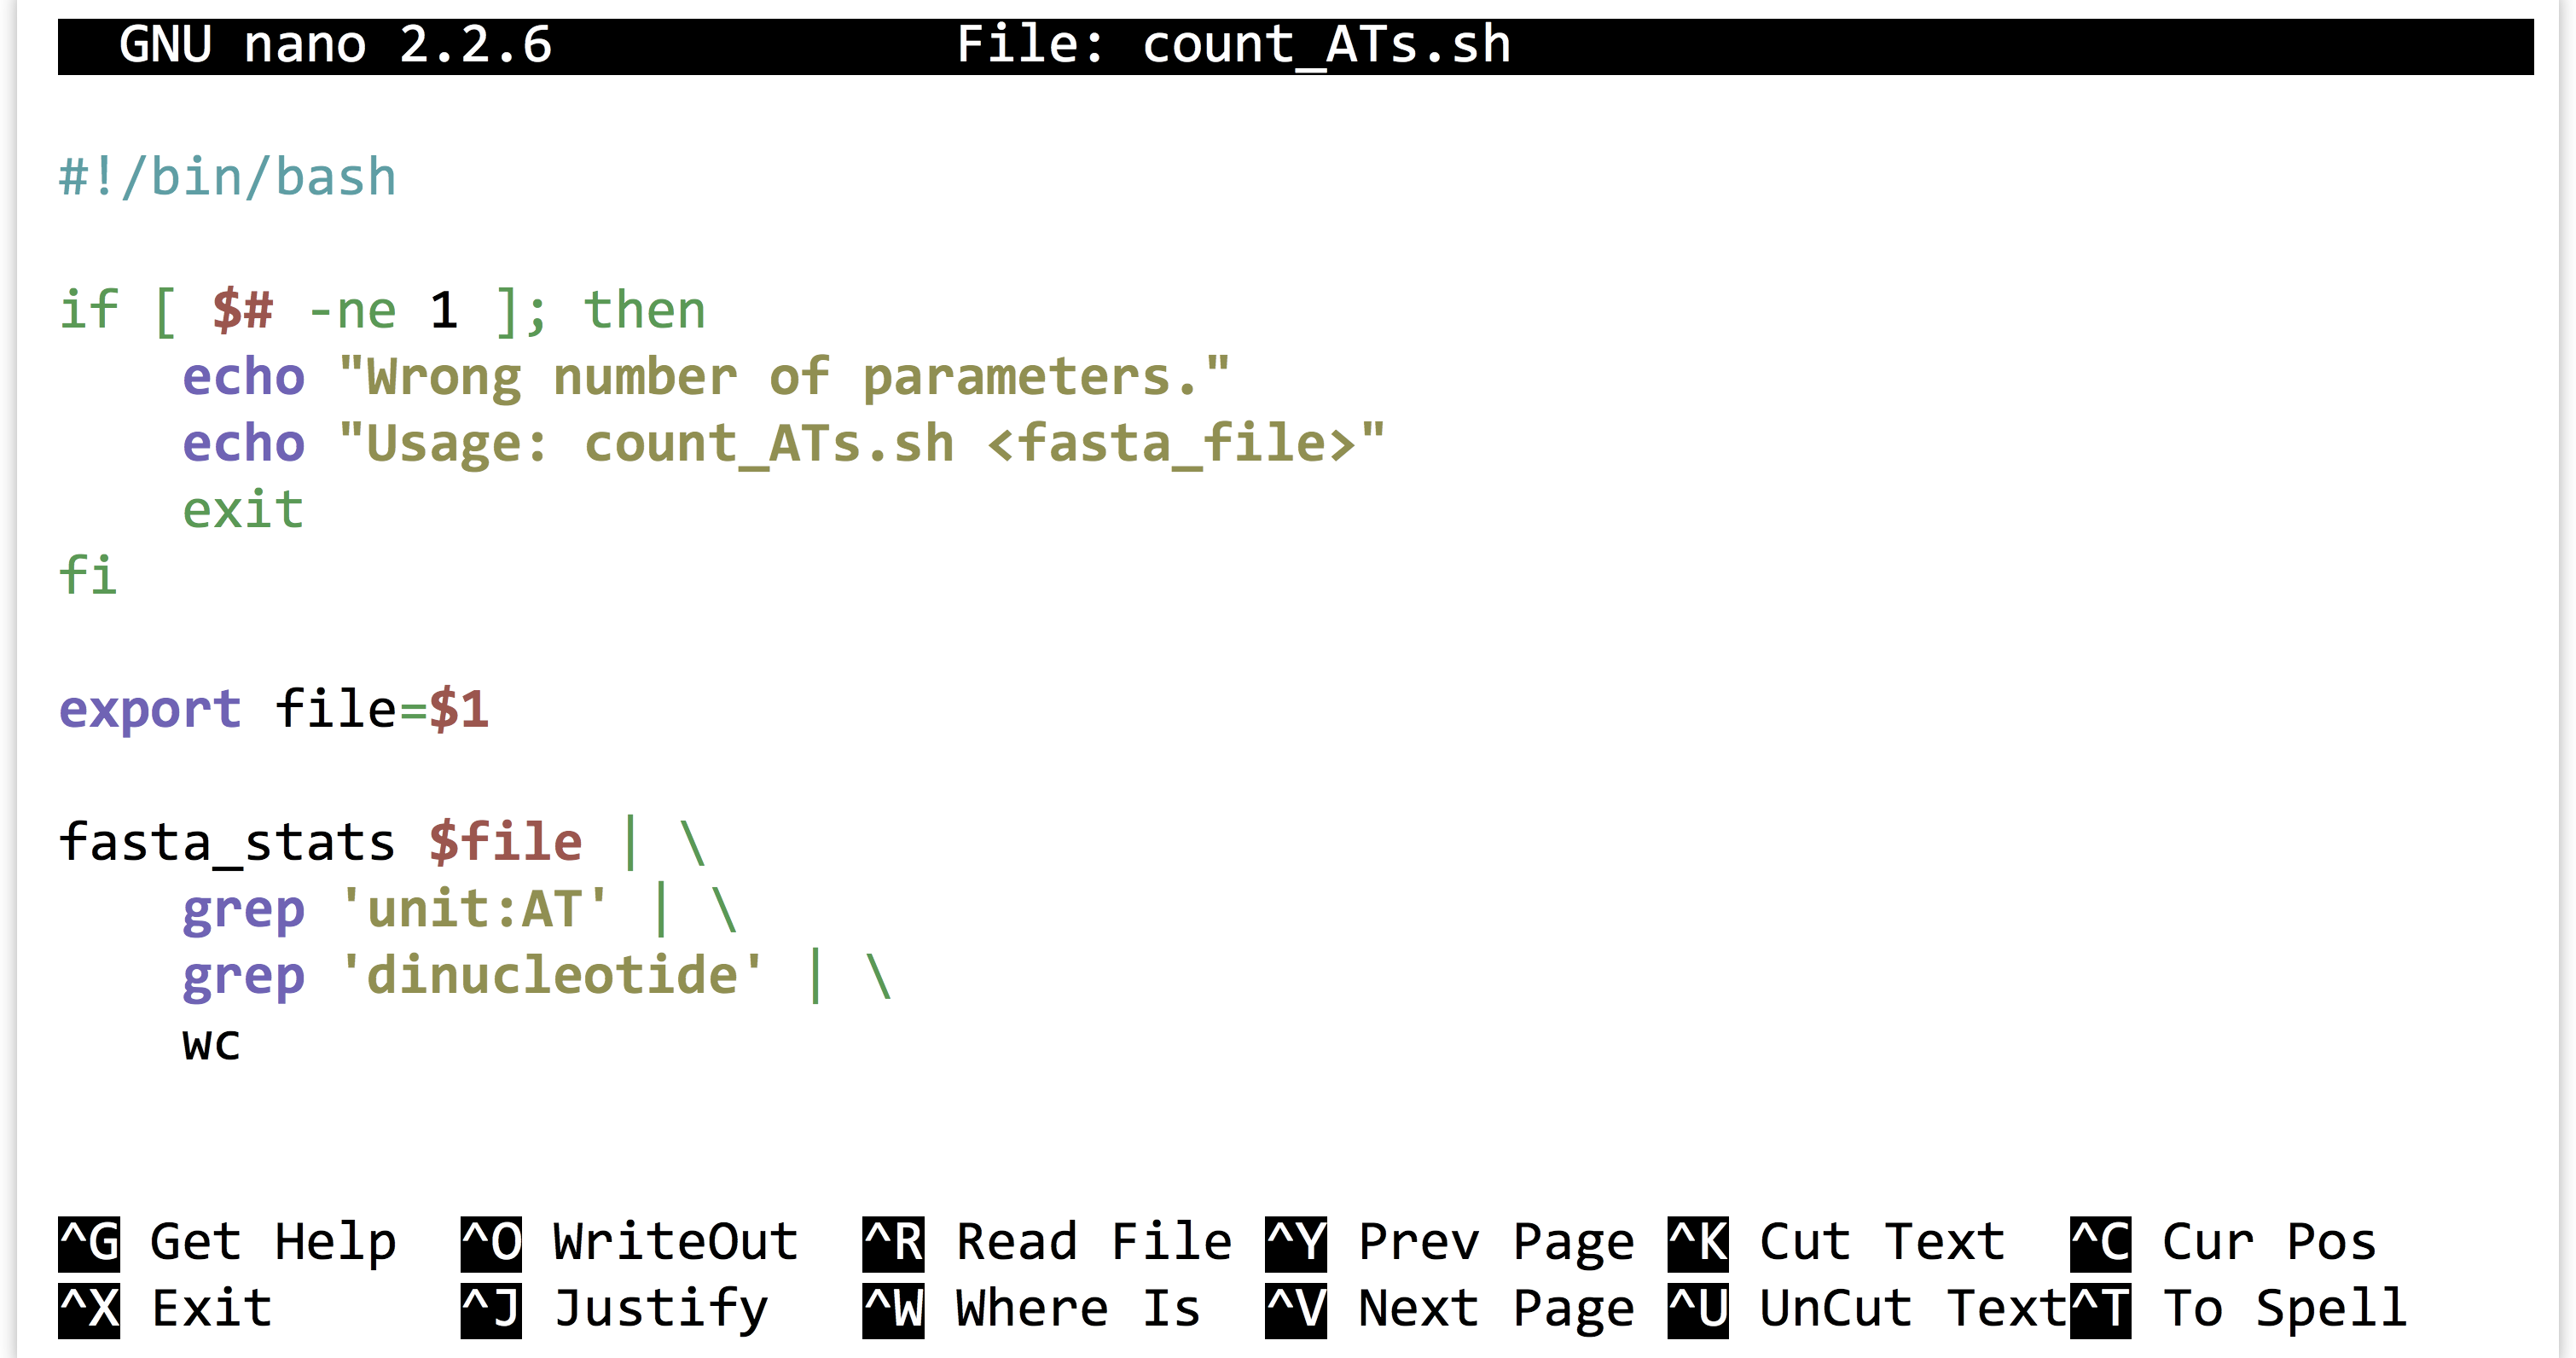 GNU nano 2.2.6 File: count_ATs.sh
#!/bin/bash
if [ $# -ne 1 ]; then
    echo "Wrong number of parameters."
    echo "Usage: count_ATs.sh <fasta_file>"
    exit
fi
export file=$1
fasta_stats $file | \
    grep 'unit:AT' | \
    grep 'dinucleotide' | \
    wc
^G Get Help ^O WriteOut ^R Read File ^Y Prev Page ^K Cut Text ^C Cur Pos
^X Exit ^J Justify ^W Where Is ^V Next Page ^U UnCut Text ^T To Spell